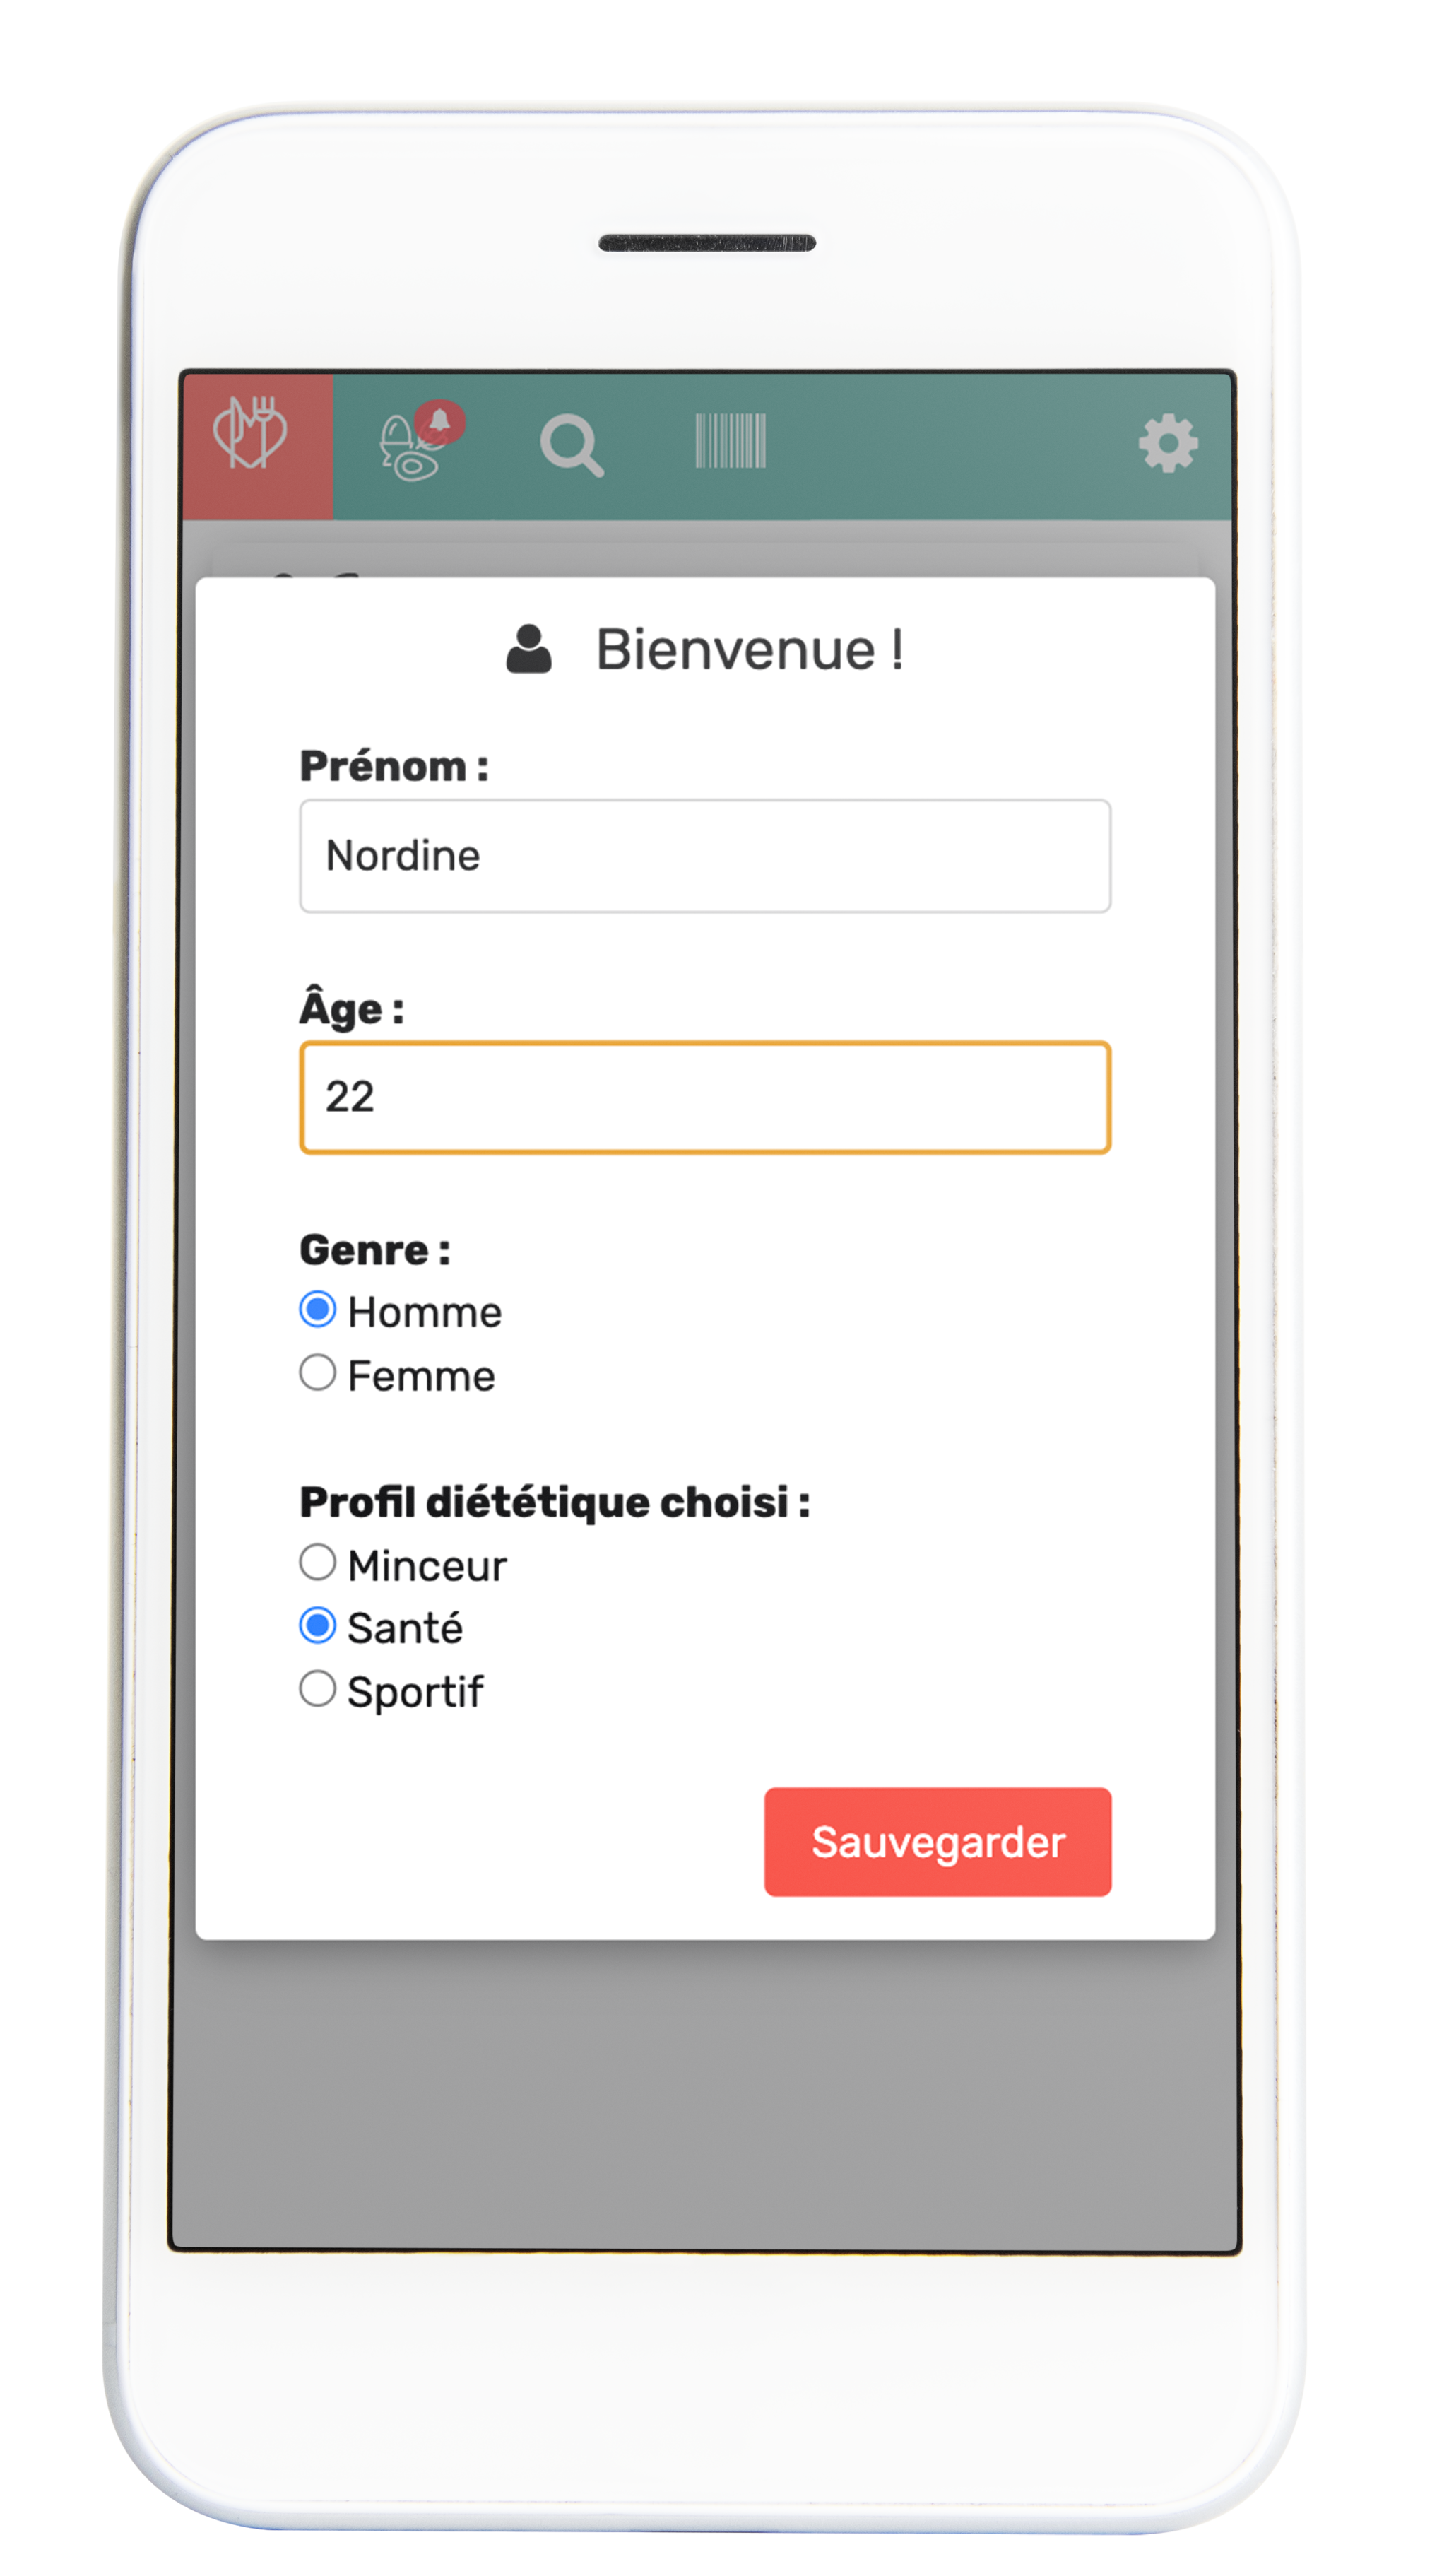 Bienvenue !
Prénom :
Nordine
Âge :
22
Genre :
Homme
Femme
Profil diététique choisi :
Minceur
Santé
Sportif
Sauvegarder